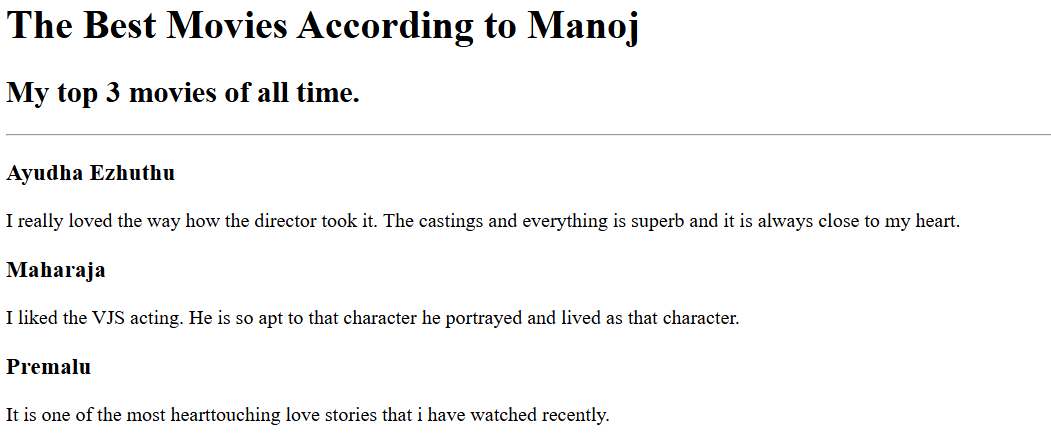 The Best Movies According to Manoj
My top 3 movies of all time.
Ayudha Ezhuthu
I really loved the way how the director took it. The castings and everything is superb and it is always close to my heart.
Maharaja
I liked the VJS acting. He is so apt to that character he portrayed and lived as that character.
Premalu
It is one of the most hearttouching love stories that i have watched recently.